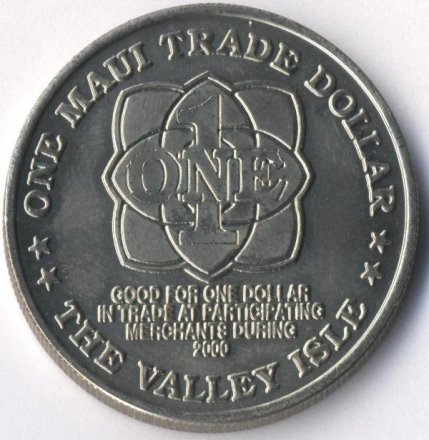 ONE MAUI TRADE DOLLAR
1
ONE
GOOD FOR ONE DOLLAR
IN TRADE AT PARTICIPATING
MERCHANTS DURING
2000
THE VALLEY ISLE